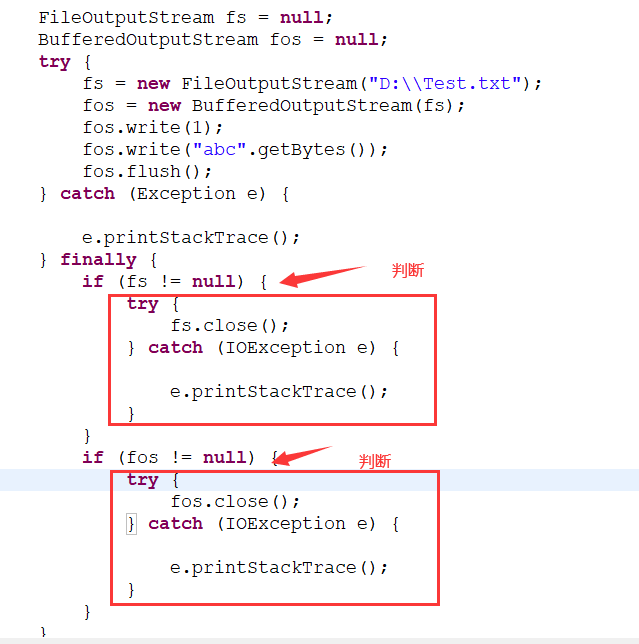 FileOutputStream fs = null;
BufferedOutputStream fos = null;
try {
    fs = new FileOutputStream("D:\\Test.txt");
    fos = new BufferedOutputStream(fs);
    fos.write(1);
    fos.write("abc".getBytes());
    fos.flush();
} catch (Exception e) {
    e.printStackTrace();
} finally {
    if (fs != null) { 判断
        try {
            fs.close();
        } catch (IOException e) {
            e.printStackTrace();
        }
    }
    if (fos != null) { 判断
        try {
            fos.close();
        } catch (IOException e) {
            e.printStackTrace();
        }
    }
}